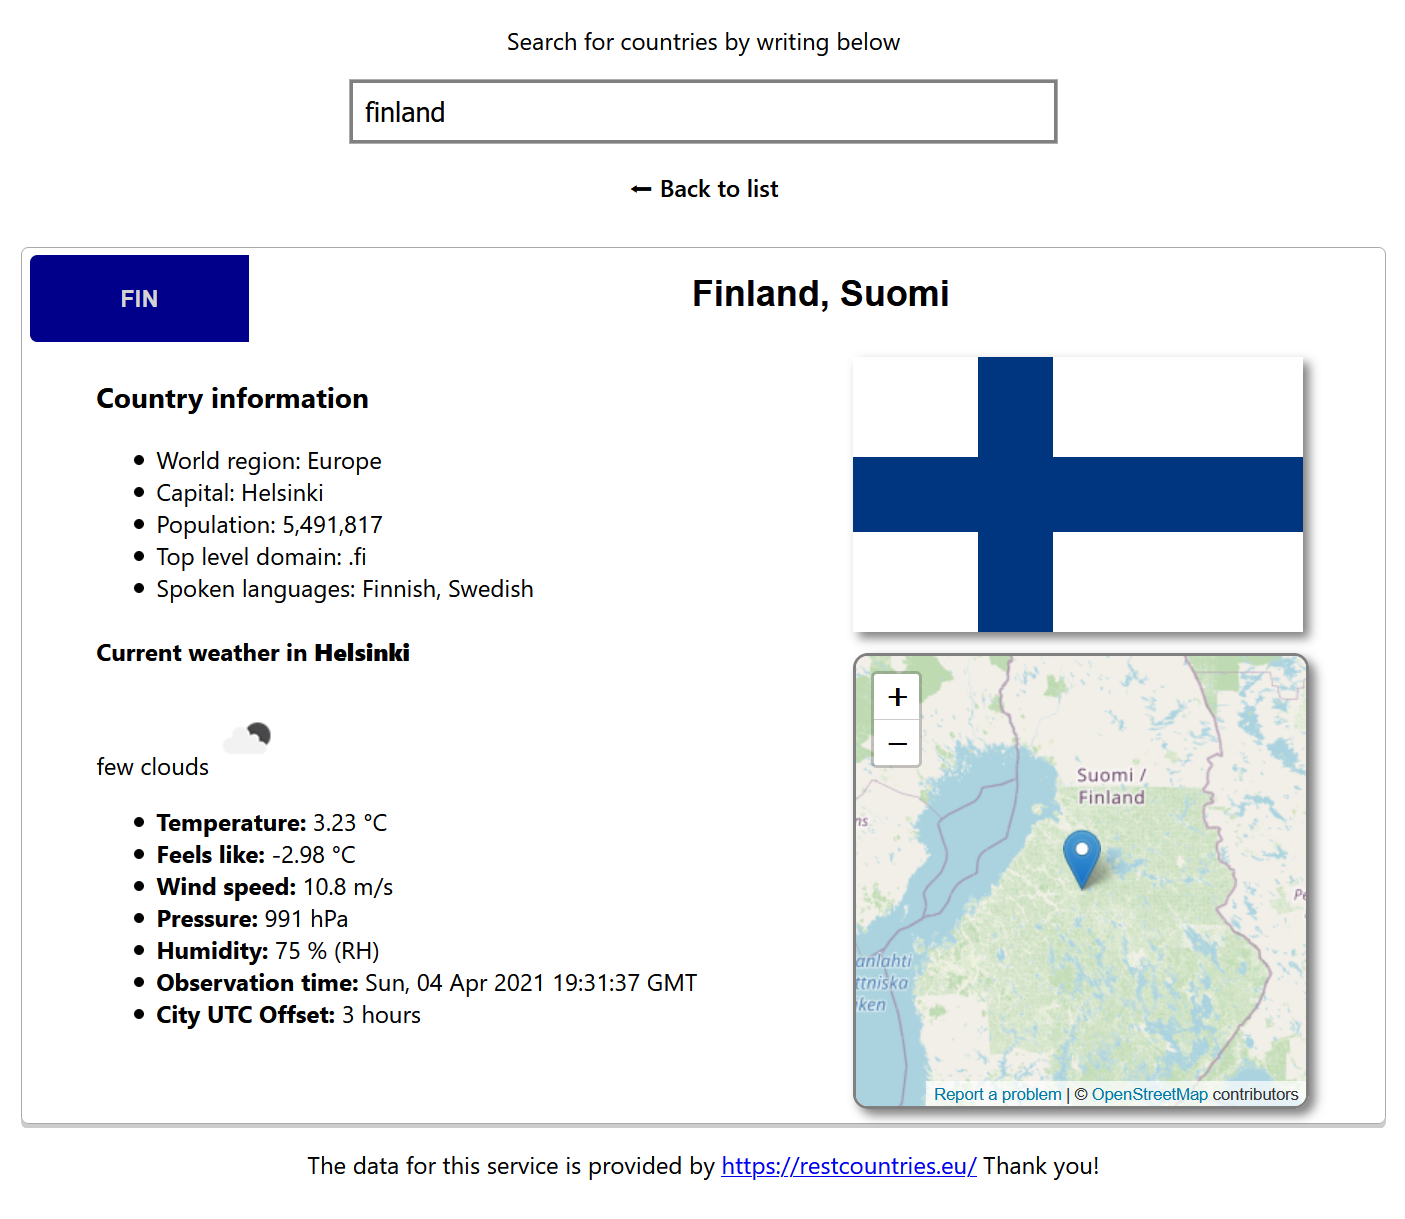 Search for countries by writing below
finland
← Back to list
FIN
Finland, Suomi
Country information
World region: Europe
Capital: Helsinki
Population: 5,491,817
Top level domain: .fi
Spoken languages: Finnish, Swedish
Current weather in Helsinki
few clouds
Temperature: 3.23 °C
Feels like: -2.98 °C
Wind speed: 10.8 m/s
Pressure: 991 hPa
Humidity: 75 % (RH)
Observation time: Sun, 04 Apr 2021 19:31:37 GMT
City UTC Offset: 3 hours
+
−
Suomi /
Finland
anlahti
ttniska
ken
Report a problem | © OpenStreetMap contributors
The data for this service is provided by https://restcountries.eu/ Thank you!